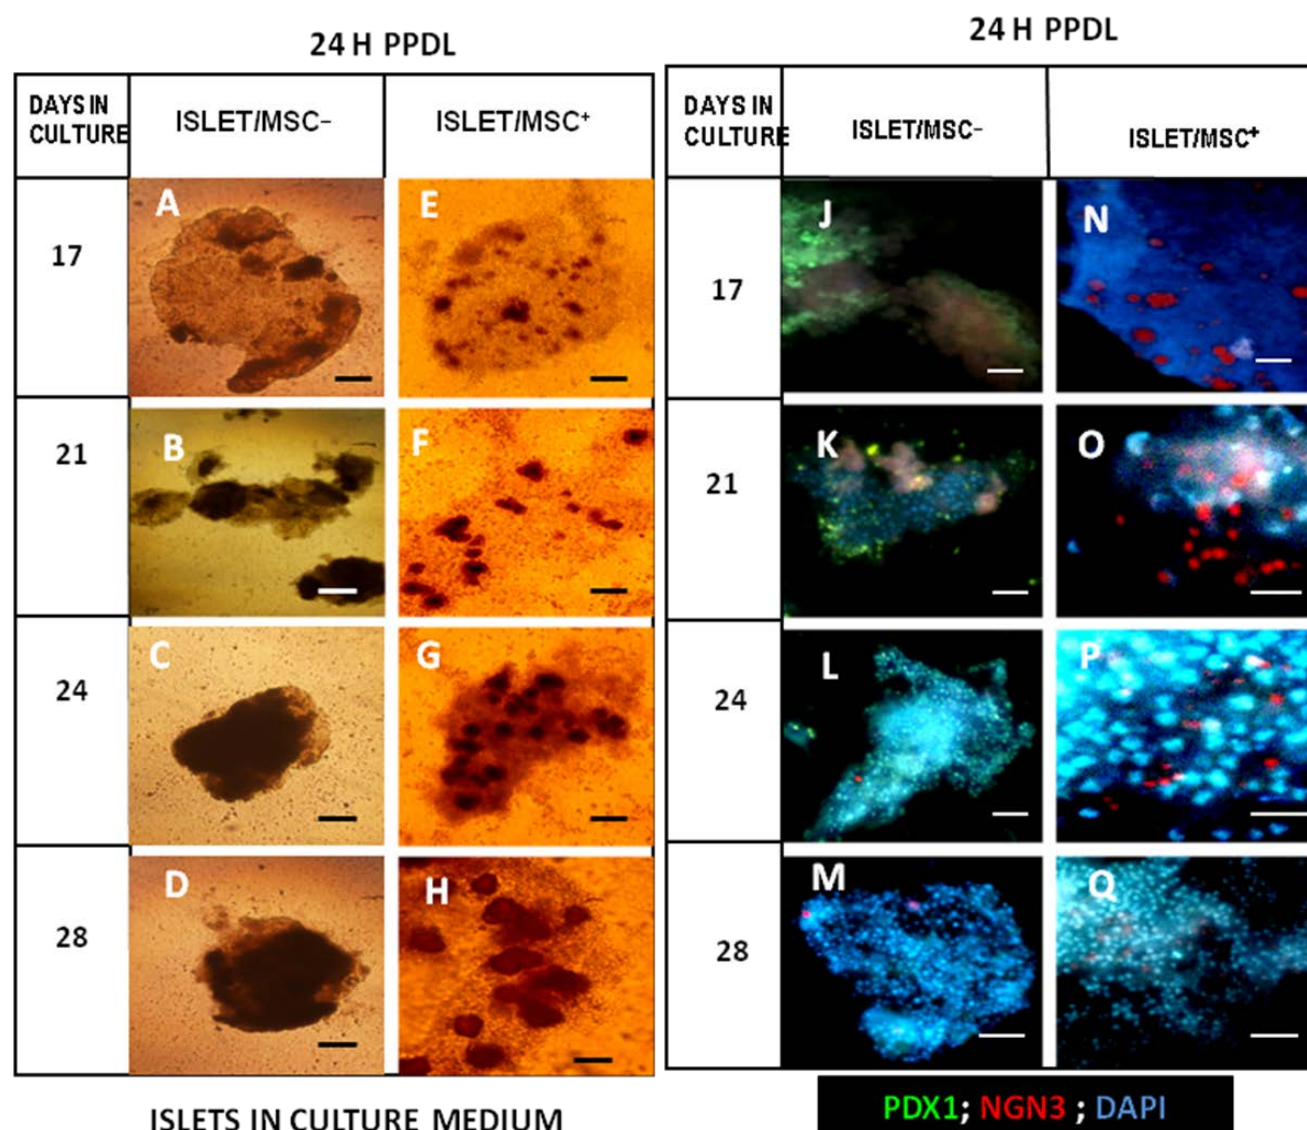 24 H PPDL
DAYS IN
CULTURE
ISLET/MSC–
ISLET/MSC+
17
A
E
21
B
F
24
C
G
28
D
H
ISLETS IN CULTURE MEDIUM
24 H PPDL
DAYS IN
CULTURE
ISLET/MSC–
ISLET/MSC+
17
J
N
21
K
O
24
L
P
28
M
Q
PDX1; NGN3 ; DAPI